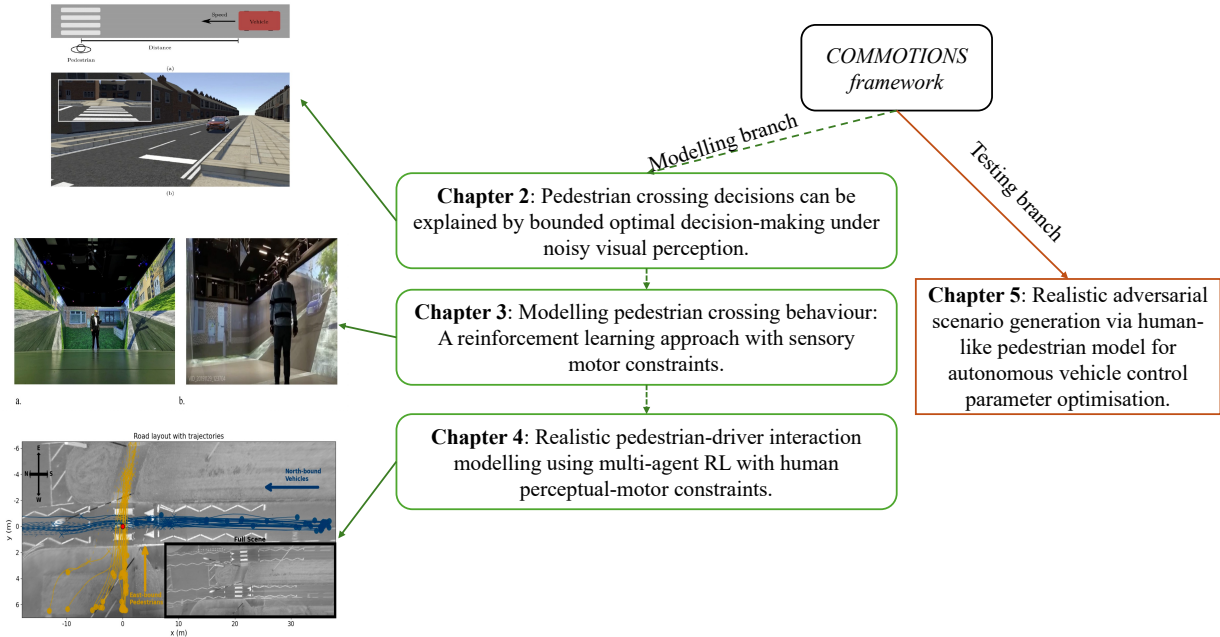 Speed
Vehicle
Distance
Pedestrian
(a)
(b)
COMMOTIONS
framework
Modelling branch
Testing branch
Chapter 2: Pedestrian crossing decisions can be
explained by bounded optimal decision-making under
noisy visual perception.
Chapter 3: Modelling pedestrian crossing behaviour:
A reinforcement learning approach with sensory
motor constraints.
Chapter 4: Realistic pedestrian-driver interaction
modelling using multi-agent RL with human
perceptual-motor constraints.
Chapter 5: Realistic adversarial
scenario generation via human-
like pedestrian model for
autonomous vehicle control
parameter optimisation.
a.
b.
Road layout with trajectories
E
N
S
W
North-bound
Vehicles
East-bound
Pedestrians
Full Scene
-6
-4
-2
0
2
4
6
y (m)
-10
0
10
20
30
x (m)